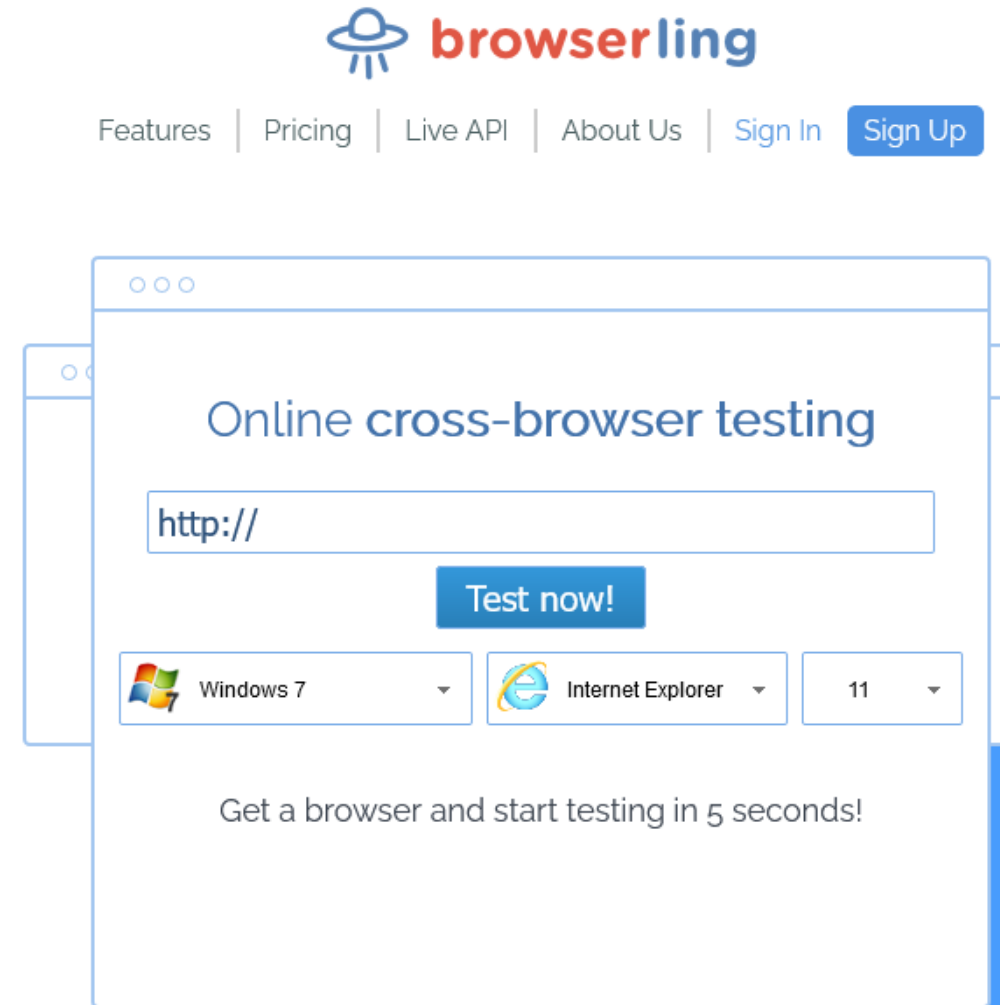 browserling
Features Pricing Live API About Us Sign In Sign Up
Online cross-browser testing
http://
Test now!
7 Windows 7 Internet Explorer 11
Get a browser and start testing in 5 seconds!